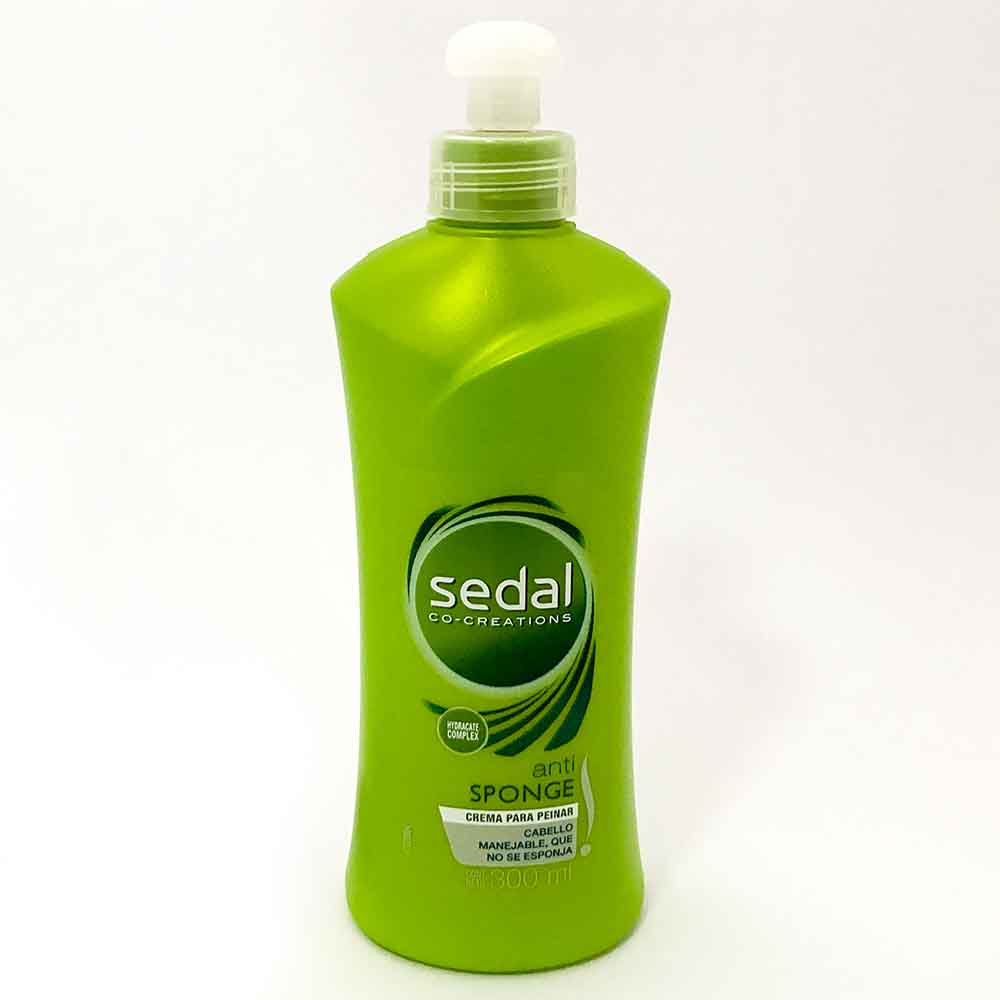 sedal
CO-CREATIONS
HYDRACATE
COMPLEX
anti
SPONGE!
CREMA PARA PEINAR
CABELLO
MANEJABLE, QUE
NO SE ESPONJA
300 ml